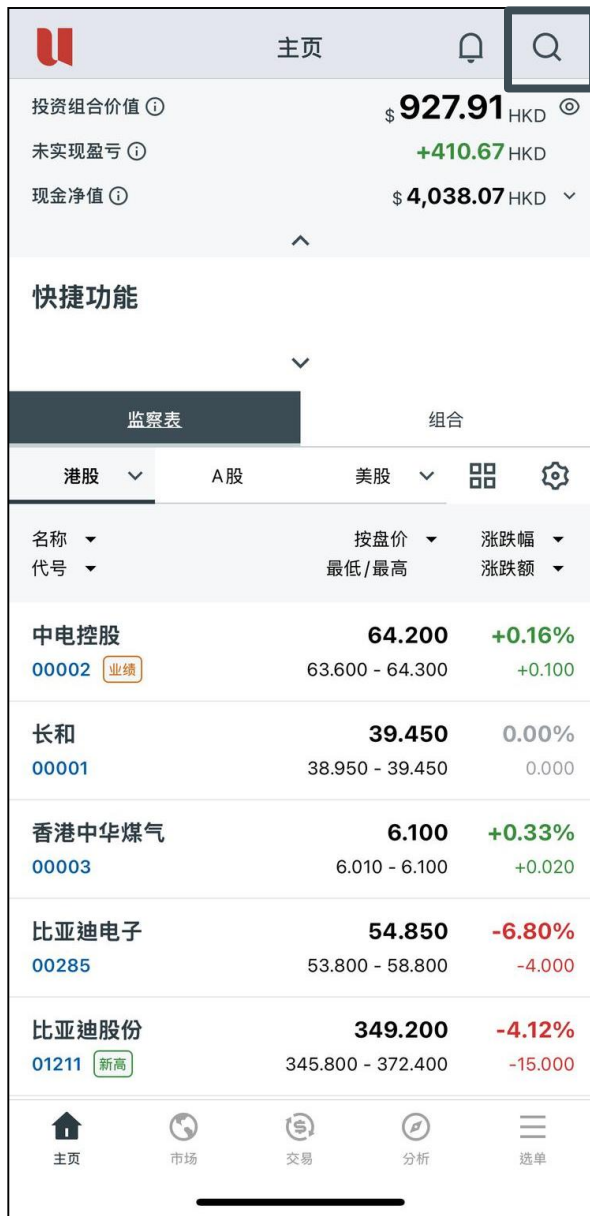 主页
投资组合价值 $927.91 HKD
未实现盈亏 +410.67 HKD
现金净值 $4,038.07 HKD
快捷功能
监察表 组合
港股 A股 美股
名称 按盘价 涨跌幅
代号 最低/最高 涨跌额
中电控股 64.200 +0.16%
00002 业绩 63.600 - 64.300 +0.100
长和 39.450 0.00%
00001 38.950 - 39.450 0.000
香港中华煤气 6.100 +0.33%
00003 6.010 - 6.100 +0.020
比亚迪电子 54.850 -6.80%
00285 53.800 - 58.800 -4.000
比亚迪股份 349.200 -4.12%
01211 新高 345.800 - 372.400 -15.000
主页 市场 交易 分析 选单